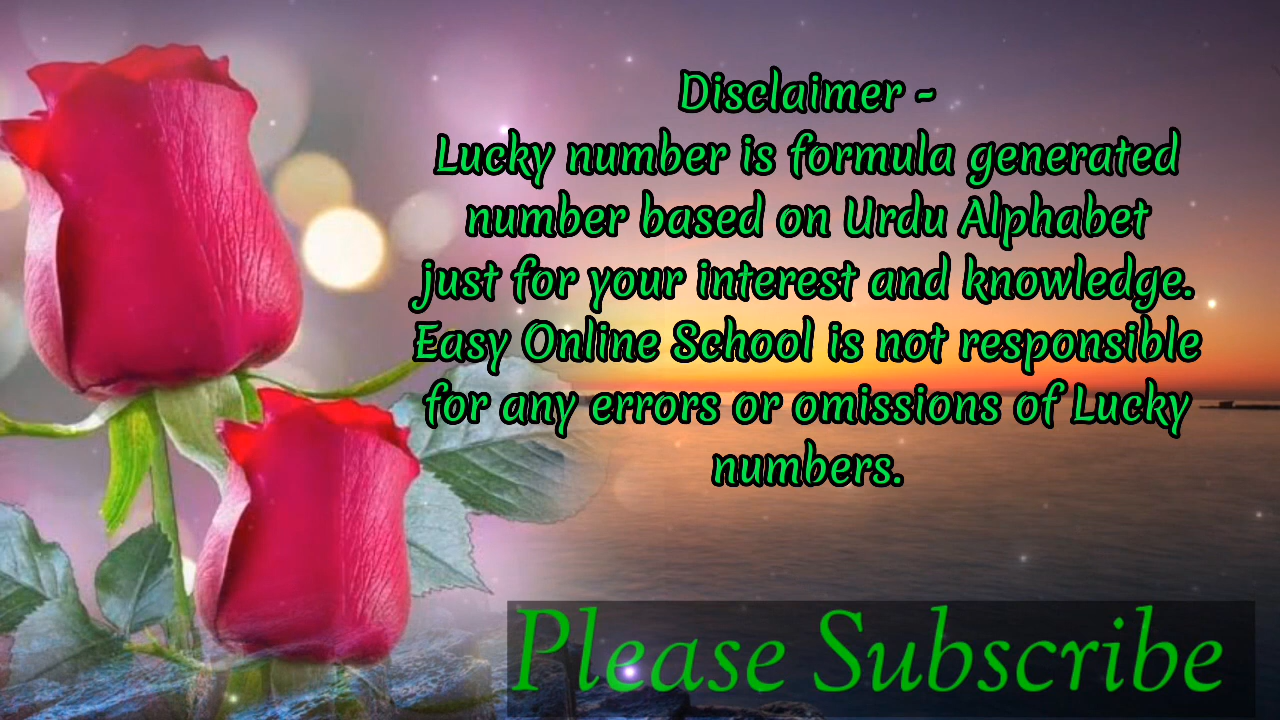 Disclaimer -
Lucky number is formula generated
number based on Urdu Alphabet
just for your interest and knowledge.
Easy Online School is not responsible
for any errors or omissions of Lucky
numbers.
Please Subscribe